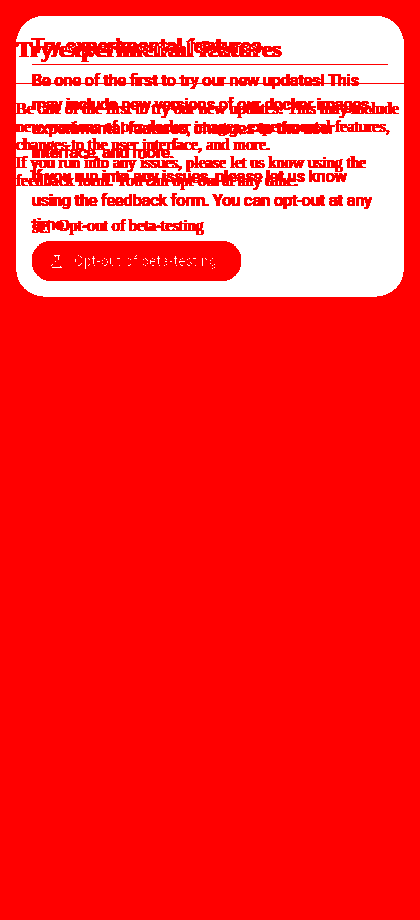 Try experimental features
Be one of the first to try our new updates! This
may include new versions of our docker images,
experimental features, changes to the user
interface, and more.
If you run into any issues, please let us know
using the feedback form. You can opt-out at any
time.
Opt-out of beta-testing
Try experimental features
Be one of the first to try our new updates! This may include
new versions of our docker images, experimental features,
changes to the user interface, and more.
If you run into any issues, please let us know using the
feedback form. You can opt-out at any time.
Opt-out of beta-testing